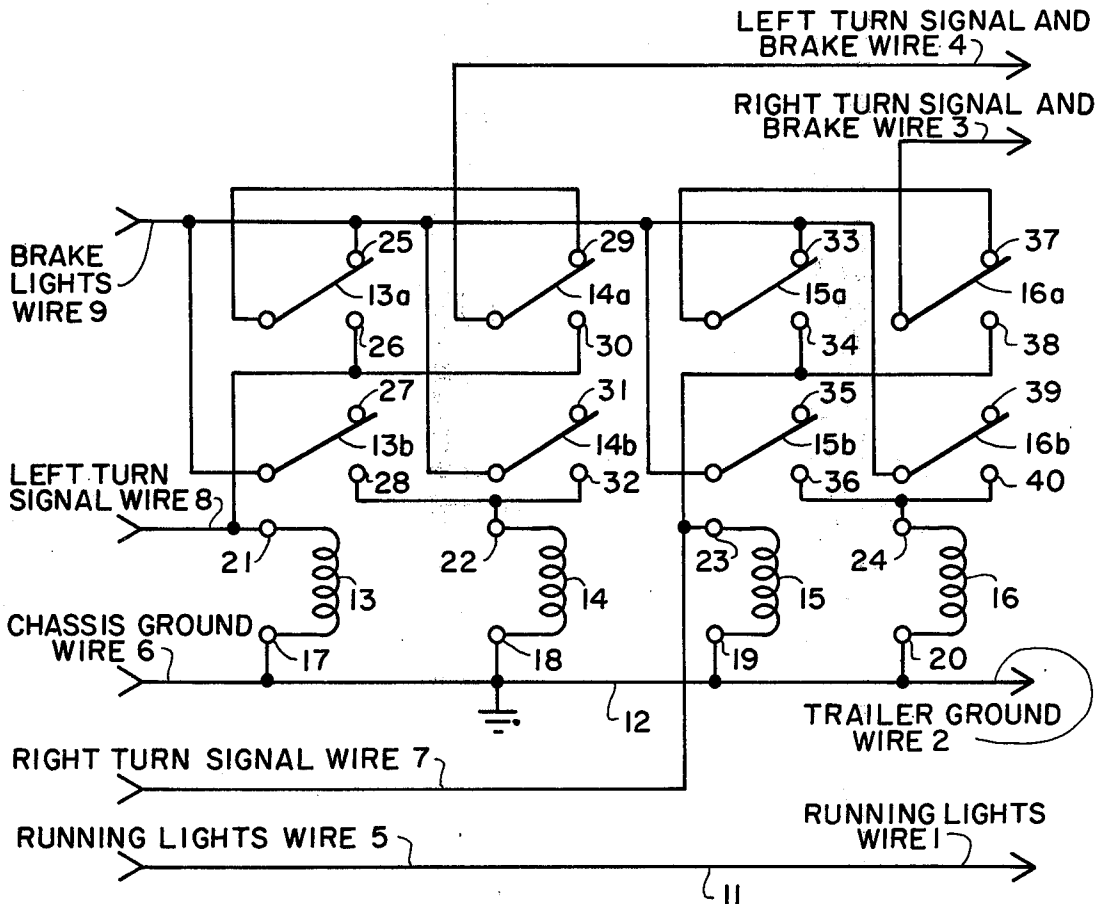 LEFT TURN SIGNAL AND
BRAKE WIRE 4
RIGHT TURN SIGNAL AND
BRAKE WIRE 3
BRAKE
LIGHTS
WIRE 9
25
29
33
37
13a
14a
15a
16a
26
30
34
38
27
31
35
39
13b
14b
15b
16b
LEFT TURN
SIGNAL WIRE 8
28
32
36
40
21
22
23
24
13
14
15
16
CHASSIS GROUND
WIRE 6
17
18
19
20
12
TRAILER GROUND
WIRE 2
RIGHT TURN SIGNAL WIRE 7
RUNNING LIGHTS WIRE 5
RUNNING LIGHTS
WIRE 1
11